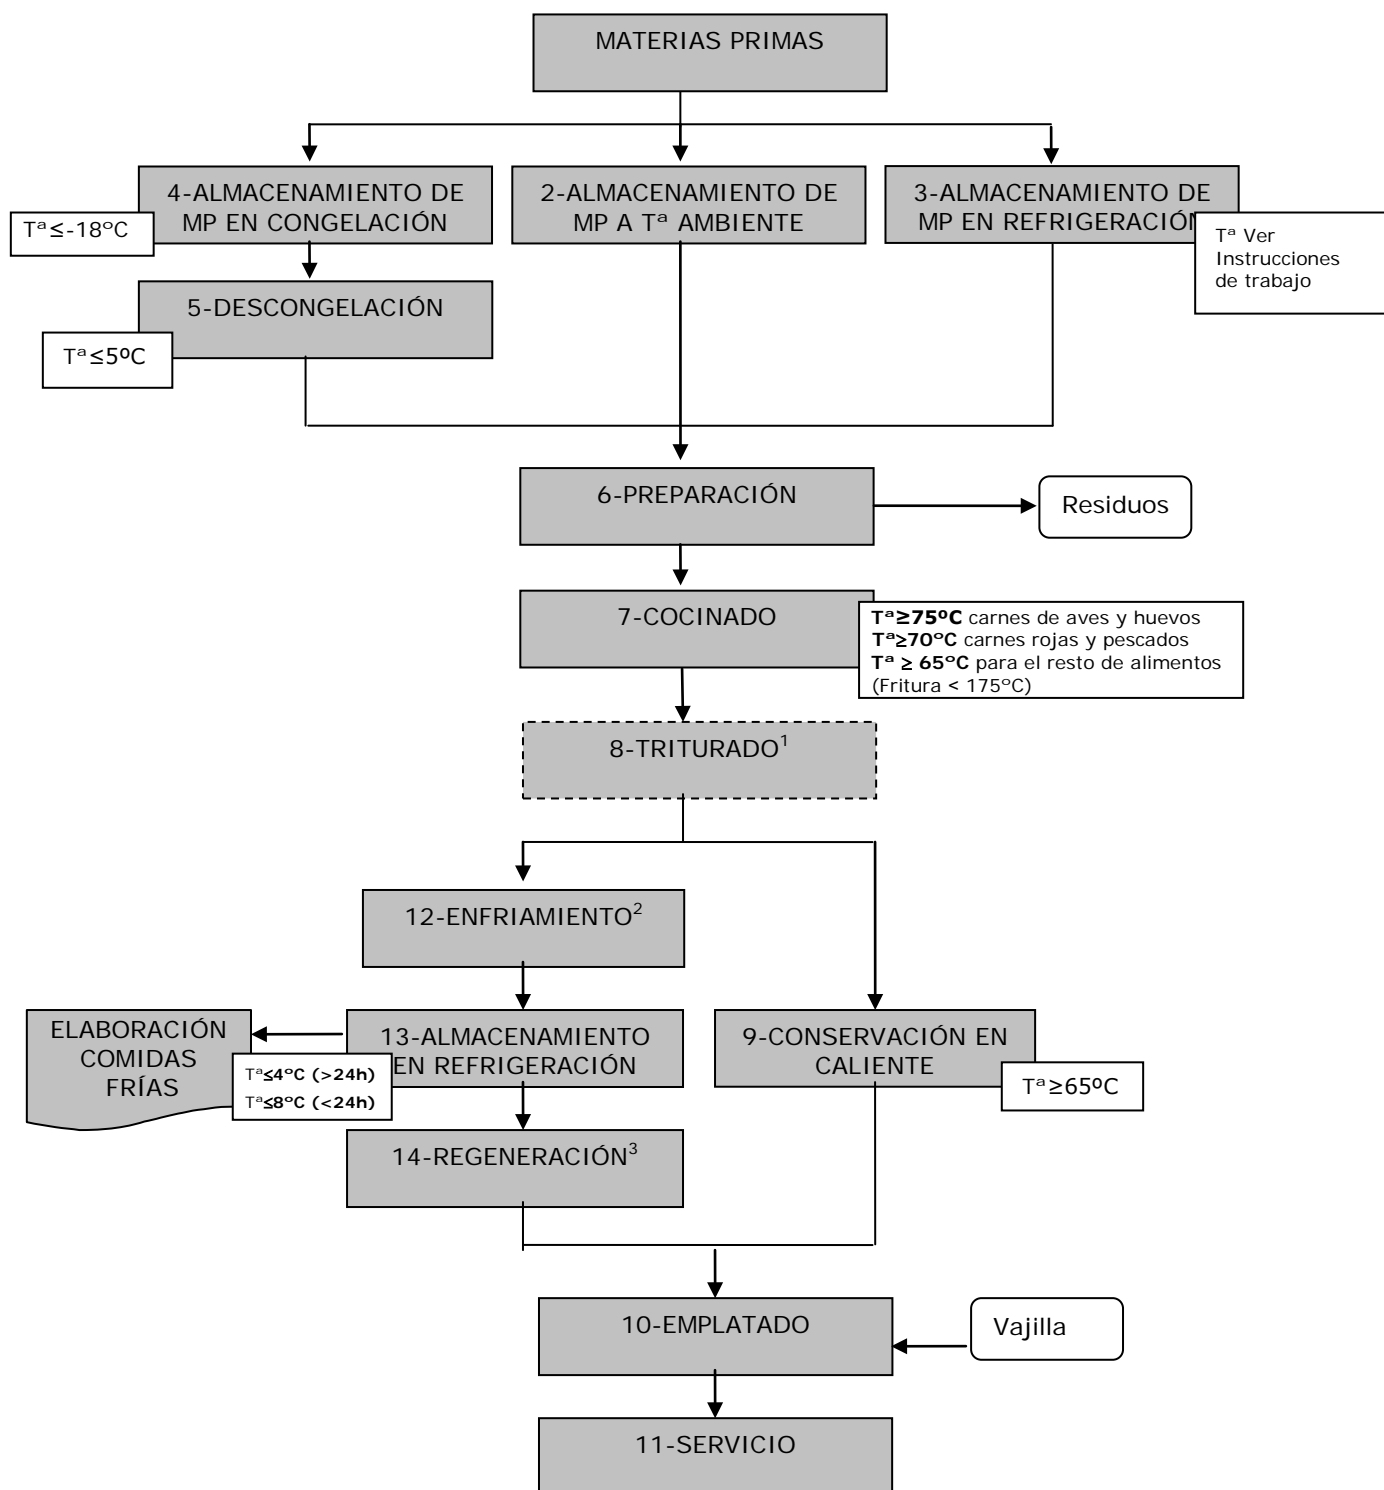 MATERIAS PRIMAS
4-ALMACENAMIENTO DE
MP EN CONGELACIÓN
Tª≤-18ºC
2-ALMACENAMIENTO DE
MP A Tª AMBIENTE
3-ALMACENAMIENTO DE
MP EN REFRIGERACIÓN
Tª Ver
Instrucciones
de trabajo
5-DESCONGELACIÓN
Tª≤5ºC
6-PREPARACIÓN
Residuos
7-COCINADO
Tª≥75ºC carnes de aves y huevos
Tª≥70ºC carnes rojas y pescados
Tª ≥ 65ºC para el resto de alimentos
(Fritura < 175ºC)
8-TRITURADO¹
12-ENFRIAMIENTO²
ELABORACIÓN
COMIDAS
FRÍAS
13-ALMACENAMIENTO
EN REFRIGERACIÓN
Tª≤4ºC (>24h)
Tª≤8ºC (<24h)
9-CONSERVACIÓN EN
CALIENTE
Tª≥65ºC
14-REGENERACIÓN³
10-EMPLATADO
Vajilla
11-SERVICIO